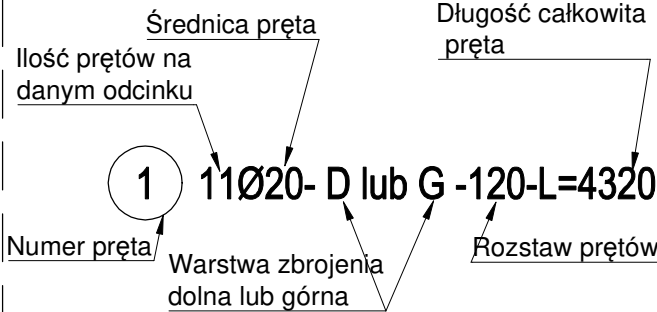 Średnica pręta
Długość całkowita
pręta
Ilość prętów na
danym odcinku
1 11Ø20- D lub G -120-L=4320
Numer pręta
Warstwa zbrojenia
dolna lub górna
Rozstaw prętów